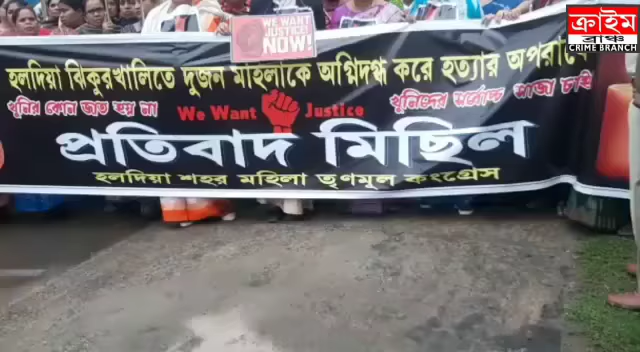 ক্রাইম
ব্রাঞ্চ
CRIME BRANCH
WE WANT
JUSTICE
NOW!
হলদিয়া ঝিকুরখালিতে দুজন মহিলাকে অগ্নিদগ্ধ করে হত্যার অপরাধে
খুনির কোন জাত হয় না We Want Justice খুনিদের সর্বোচ্চ সাজা চাই
প্রতিবাদ মিছিল
হলদিয়া শহর মহিলা তৃণমূল কংগ্রেস